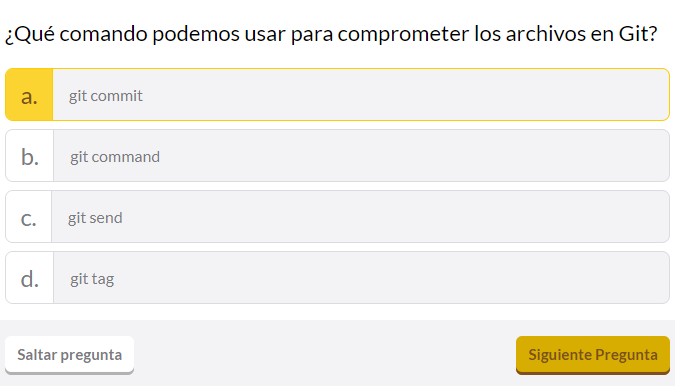 ¿Qué comando podemos usar para comprometer los archivos en Git?
a. git commit
b. git command
c. git send
d. git tag
Saltar pregunta Siguiente Pregunta